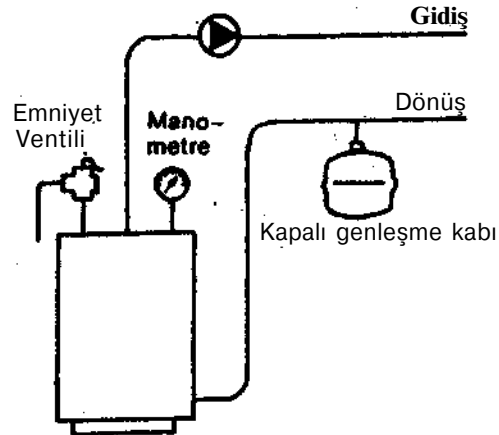 Gidiş
Dönüş
Emniyet
Ventili
Mano-
metre
Kapalı genleşme kabı